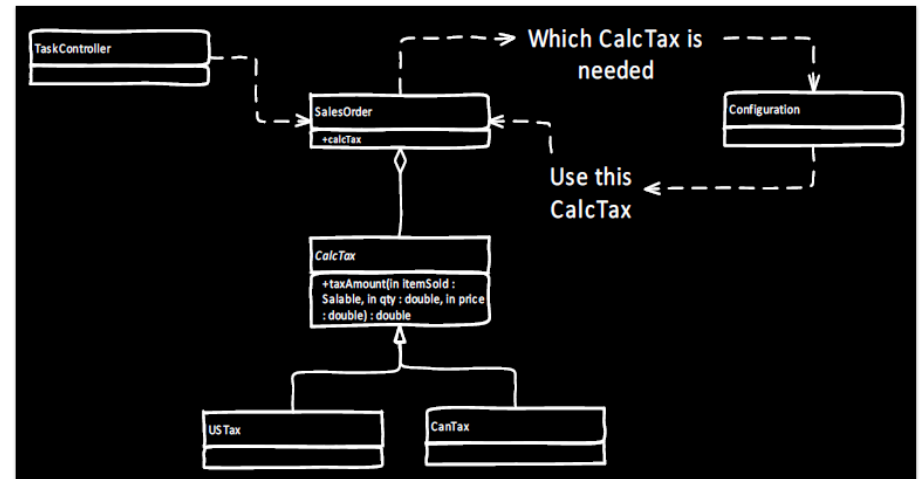 TaskController
Which CalcTax is
needed
SalesOrder
+calcTax
Configuration
Use this
CalcTax
CalcTax
+taxAmount(in itemSold :
Salable, in qty : double, in price
: double) : double
USTax
CanTax